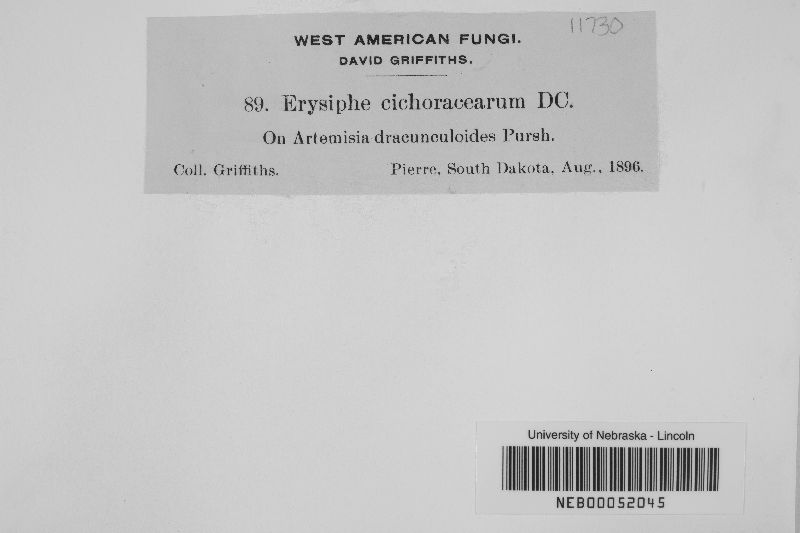 11730
WEST AMERICAN FUNGI.
DAVID GRIFFITHS.
89. Erysiphe cichoracearum DC.
On Artemisia dracunculoides Pursh.
Coll. Griffiths. Pierre, South Dakota, Aug., 1896.
University of Nebraska - Lincoln
NEB00052045